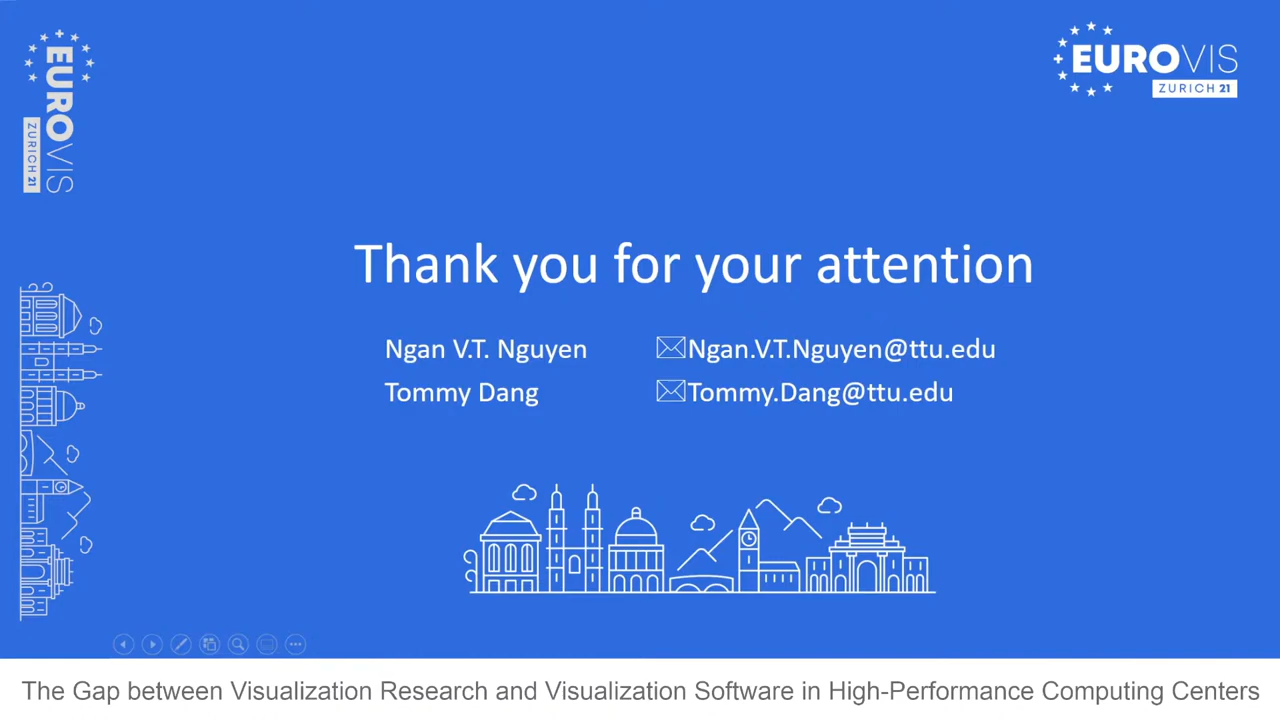 EUROVIS
ZURICH 21
EUROVIS
ZURICH 21
Thank you for your attention
Ngan V.T. Nguyen Ngan.V.T.Nguyen@ttu.edu
Tommy Dang Tommy.Dang@ttu.edu
The Gap between Visualization Research and Visualization Software in High-Performance Computing Centers